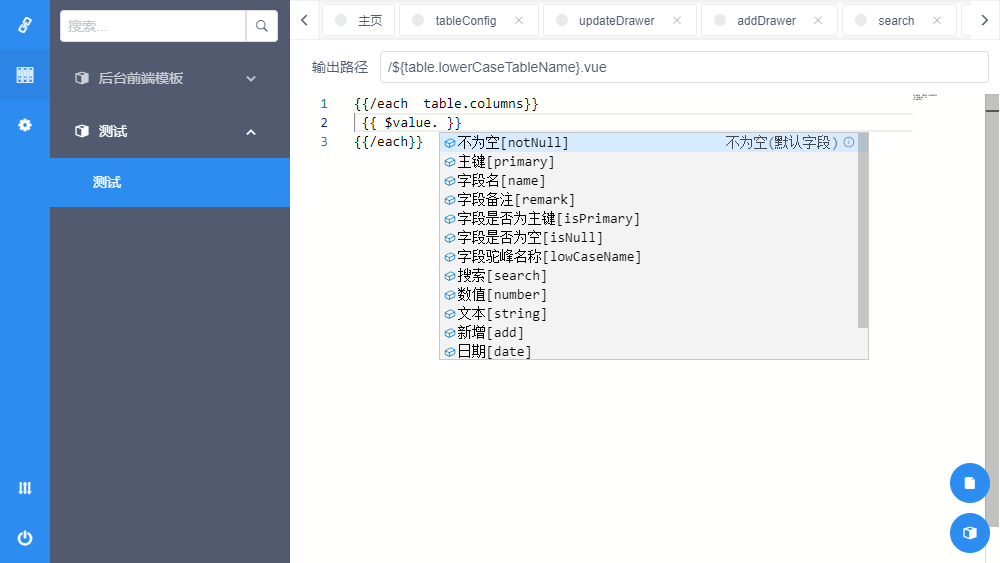 搜索...
后台前端模板
测试
测试
主页
tableConfig
updateDrawer
addDrawer
search
输出路径
/${table.lowerCaseTableName}.vue
1 {{/each  table.columns}}
2 {{ $value. }}
3 {{/each}}
不为空[notNull] 不为空(默认字段)
主键[primary]
字段名[name]
字段备注[remark]
字段是否为主键[isPrimary]
字段是否为空[isNull]
字段驼峰名称[lowCaseName]
搜索[search]
数值[number]
文本[string]
新增[add]
日期[date]